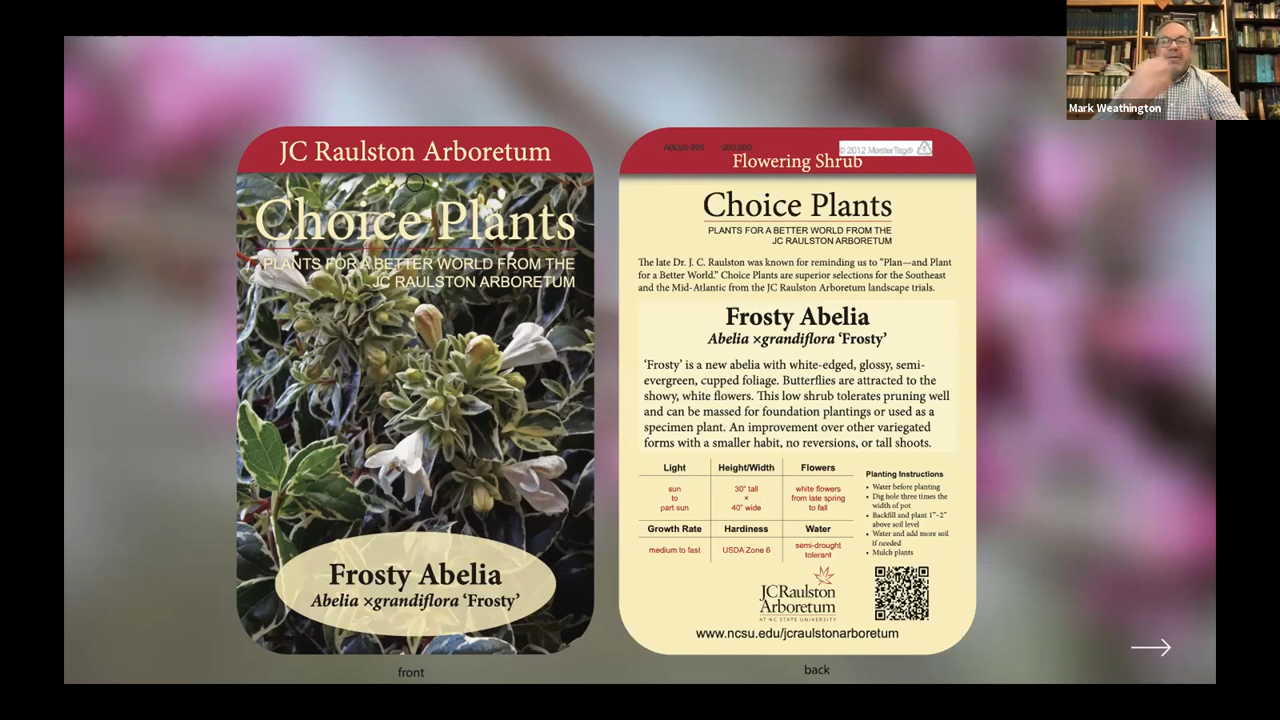 Mark Weathington
JC Raulston Arboretum
Choice Plants
PLANTS FOR A BETTER WORLD FROM THE
JC RAULSTON ARBORETUM
Frosty Abelia
Abelia ×grandiflora ‘Frosty’
front
© 2012 MasterTag®
Flowering Shrub
Choice Plants
PLANTS FOR A BETTER WORLD FROM THE
JC RAULSTON ARBORETUM
The late Dr. J. C. Raulston was known for reminding us to “Plan—and Plant
for a Better World.” Choice Plants are superior selections for the Southeast
and the Mid-Atlantic from the JC Raulston Arboretum landscape trials.
Frosty Abelia
Abelia ×grandiflora ‘Frosty’
‘Frosty’ is a new abelia with white-edged, glossy, semi-
evergreen, cupped foliage. Butterflies are attracted to the
showy, white flowers. This low shrub tolerates pruning well
and can be massed for foundation plantings or used as a
specimen plant. An improvement over other variegated
forms with a smaller habit, no reversions, or tall shoots.
Light
sun
to
part sun
Height/Width
30" tall
×
40" wide
Flowers
white flowers
from late spring
to fall
Growth Rate
medium to fast
Hardiness
USDA Zone 6
Water
semi-drought
tolerant
Planting Instructions
• Water before planting
• Dig hole three times the
width of pot
• Backfill and plant 1"–2"
above soil level
• Water and add more soil
if needed
• Mulch plants
JC Raulston
Arboretum
AT NC STATE UNIVERSITY
www.ncsu.edu/jcraulstonarboretum
back